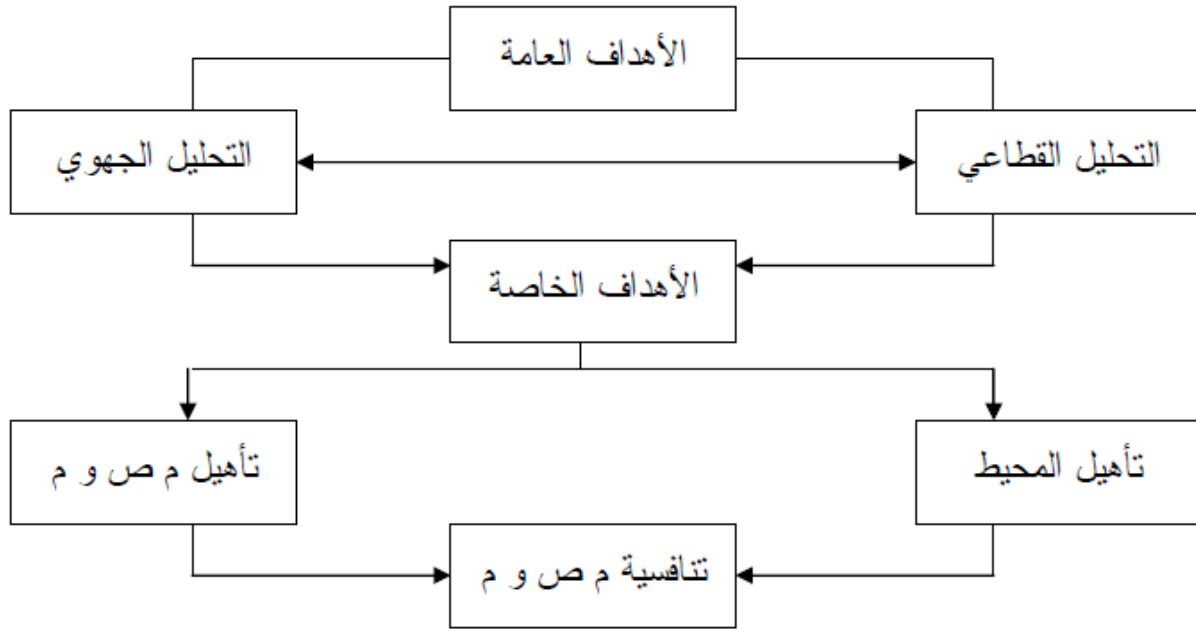 الأهداف العامة
التحليل القطاعي
التحليل الجهوي
الأهداف الخاصة
تأهيل المحيط
تأهيل م ص و م
تنافسية م ص و م